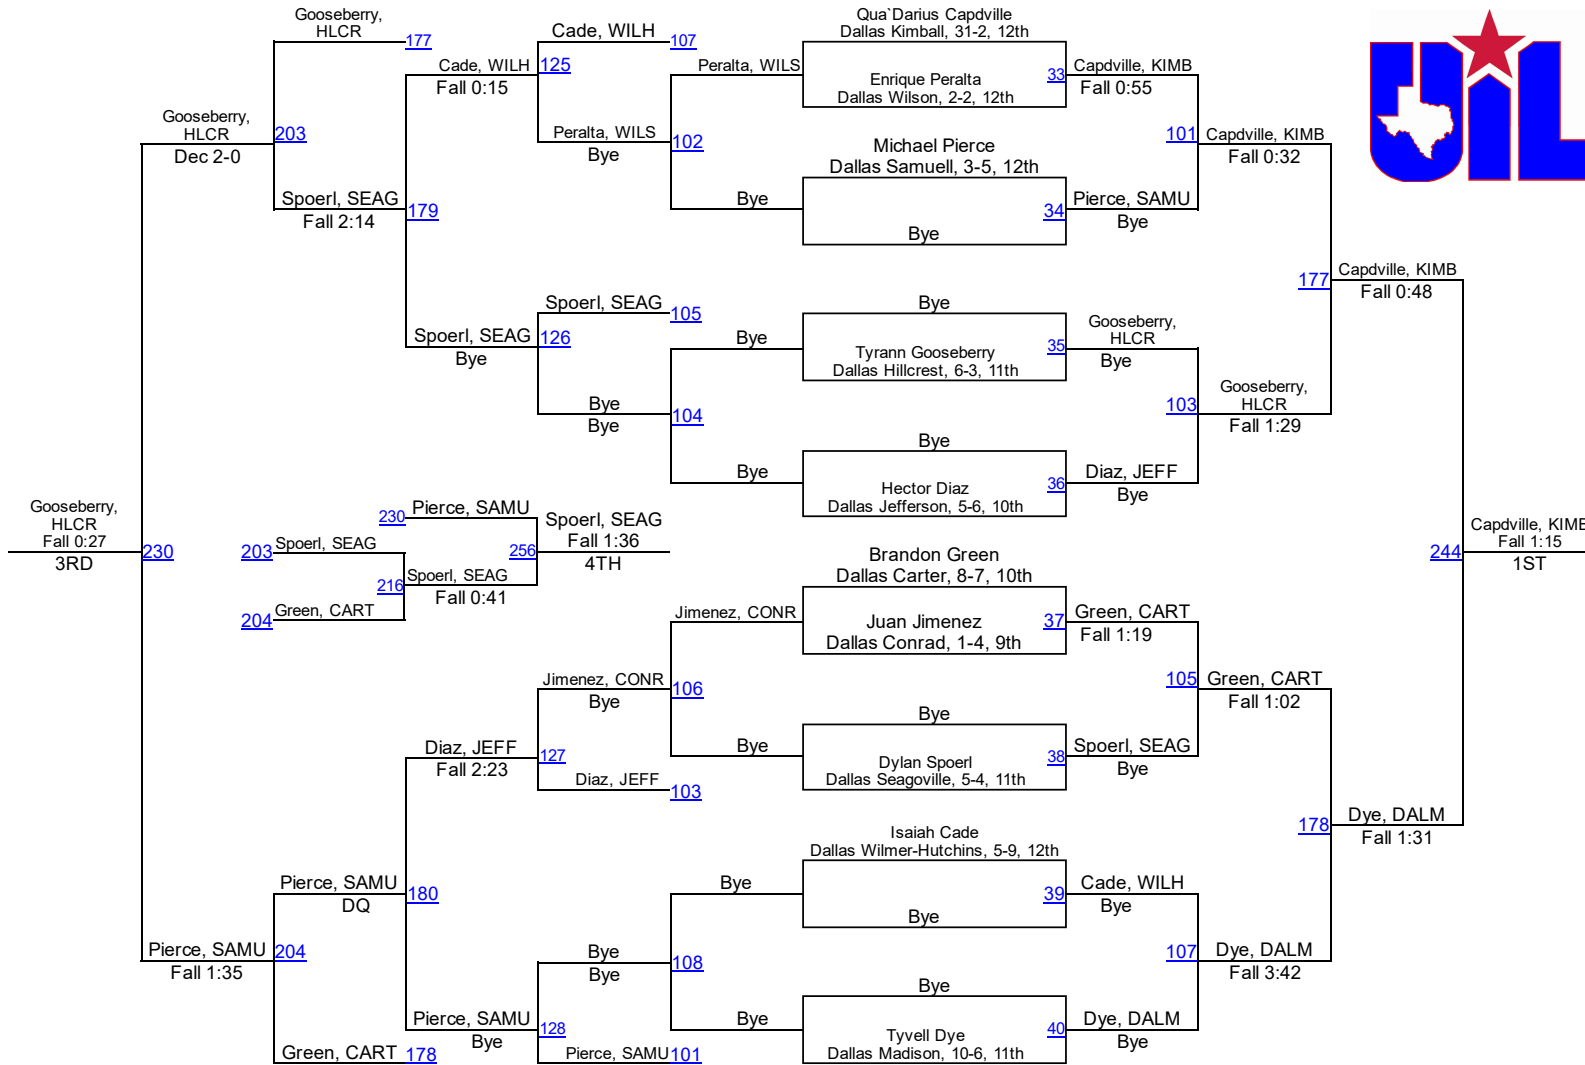 Gooseberry,
HLCR
177
Cade, WILH
107
Qua`Darius Capdville
Dallas Kimball, 31-2, 12th
UIL
Cade, WILH
Fall 0:15
125
Peralta, WILS
Enrique Peralta
Dallas Wilson, 2-2, 12th
33
Capdville, KIMB
Fall 0:55
Gooseberry,
HLCR
Dec 2-0
203
Peralta, WILS
Bye
102
Michael Pierce
Dallas Samuell, 3-5, 12th
101
Capdville, KIMB
Fall 0:32
Spoerl, SEAG
Fall 2:14
179
Bye
Bye
34
Pierce, SAMU
Bye
177
Capdville, KIMB
Fall 0:48
Spoerl, SEAG
105
Bye
Spoerl, SEAG
Bye
126
Bye
Tyrann Gooseberry
Dallas Hillcrest, 6-3, 11th
35
Gooseberry,
HLCR
Bye
Bye
Bye
104
103
Gooseberry,
HLCR
Fall 1:29
Bye
Bye
Hector Diaz
Dallas Jefferson, 5-6, 10th
36
Diaz, JEFF
Bye
Gooseberry,
HLCR
Fall 0:27
3RD
230
230
Pierce, SAMU
203
Spoerl, SEAG
216
Spoerl, SEAG
Fall 0:41
204
Green, CART
256
Spoerl, SEAG
Fall 1:36
4TH
244
Capdville, KIMB
Fall 1:15
1ST
Brandon Green
Dallas Carter, 8-7, 10th
Jimenez, CONR
Juan Jimenez
Dallas Conrad, 1-4, 9th
37
Green, CART
Fall 1:19
Jimenez, CONR
Bye
106
105
Green, CART
Fall 1:02
Bye
Diaz, JEFF
Fall 2:23
127
Bye
Dylan Spoerl
Dallas Seagoville, 5-4, 11th
38
Spoerl, SEAG
Bye
Diaz, JEFF
103
178
Dye, DALM
Fall 1:31
Isaiah Cade
Dallas Wilmer-Hutchins, 5-9, 12th
Pierce, SAMU
DQ
180
Bye
Bye
39
Cade, WILH
Bye
Pierce, SAMU
Fall 1:35
204
Bye
Bye
108
107
Dye, DALM
Fall 3:42
Bye
Pierce, SAMU
Bye
128
Bye
Tyvell Dye
Dallas Madison, 10-6, 11th
40
Dye, DALM
Bye
Green, CART
178
Pierce, SAMU
101